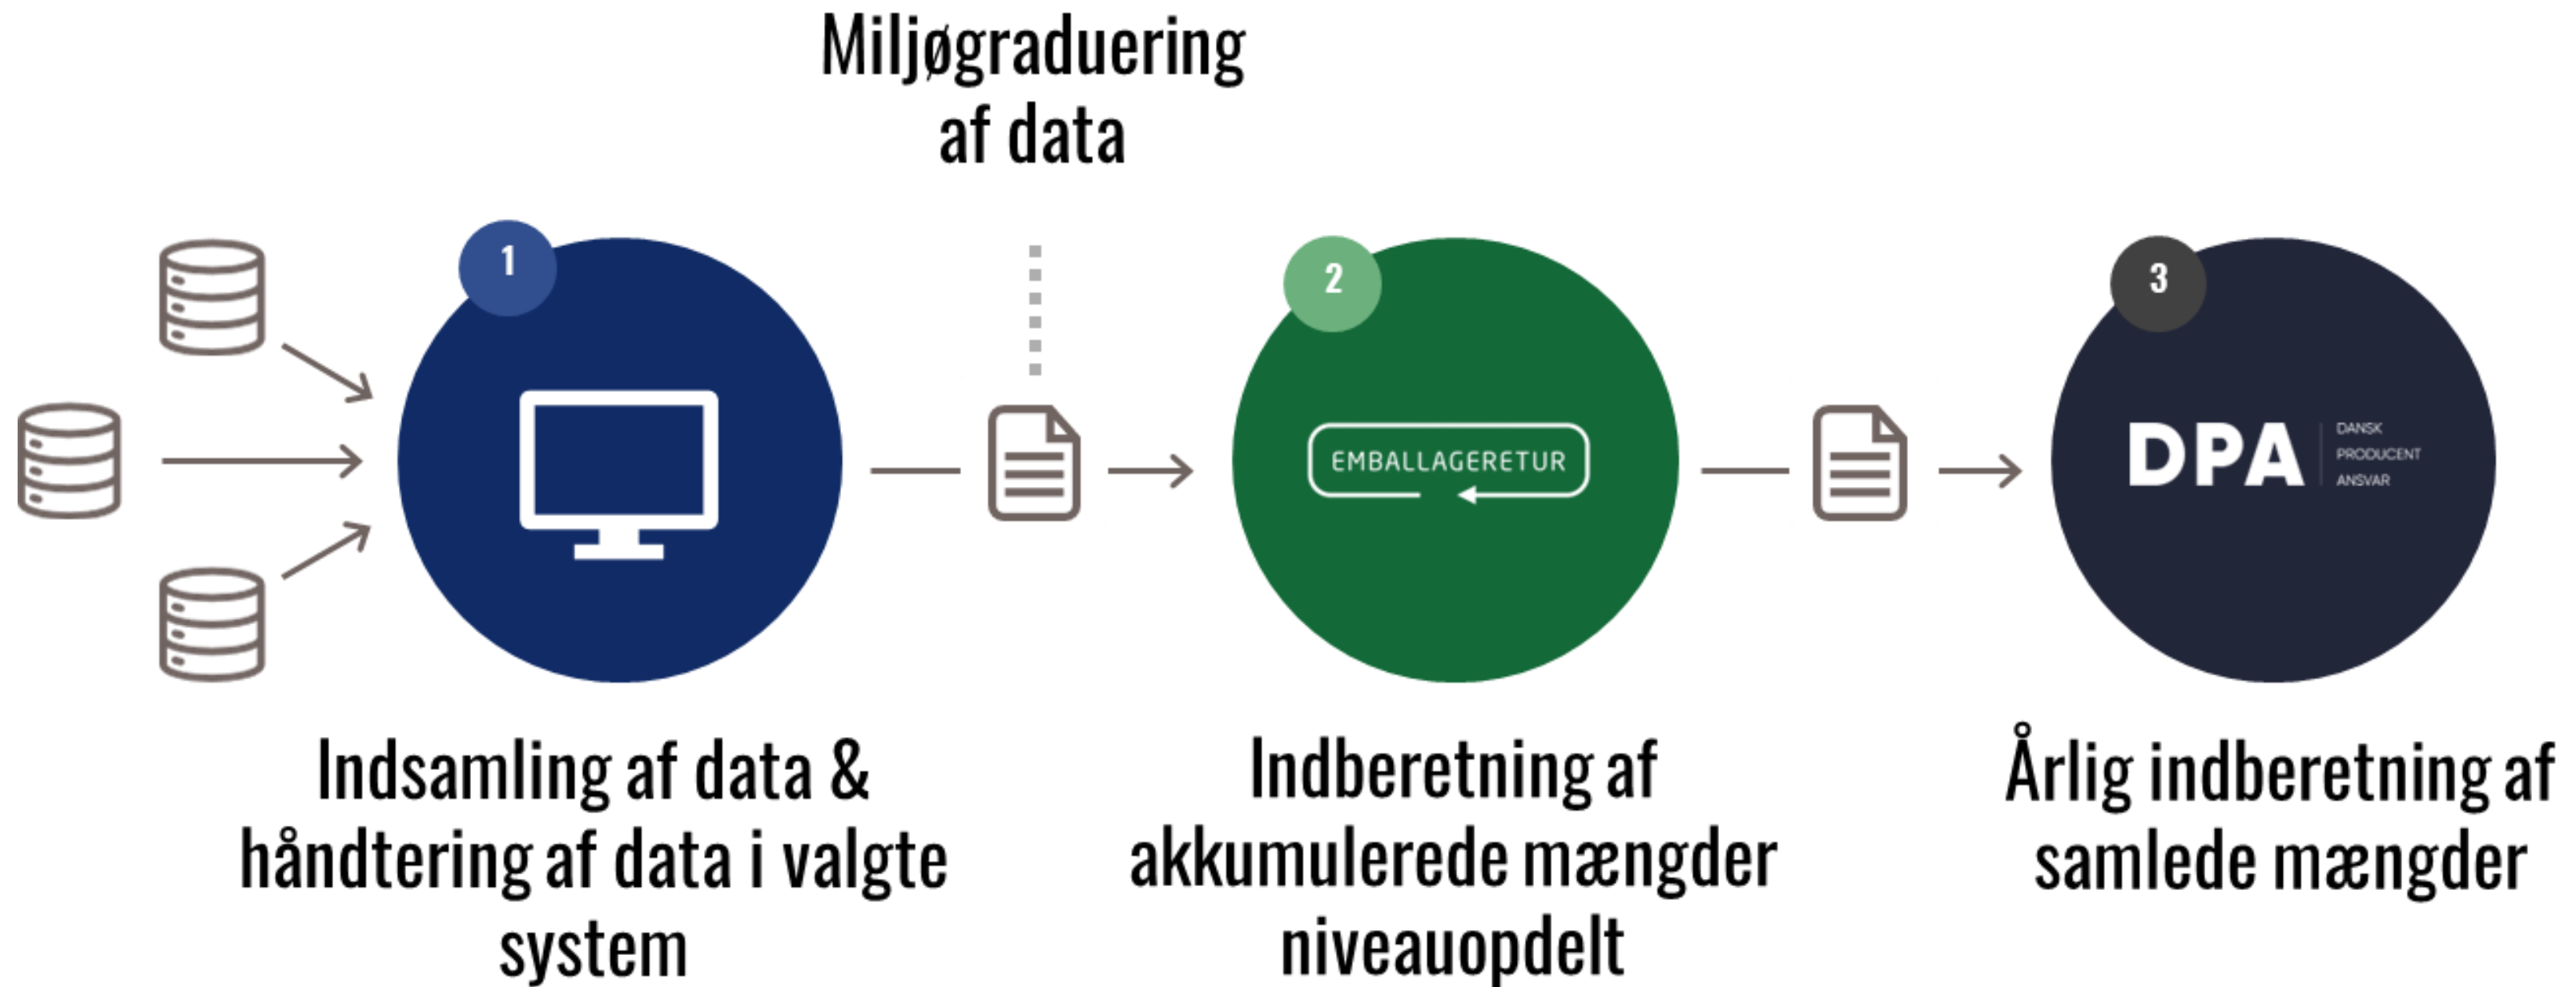 Miljøgraduering
af data
1
2
3
EMBALLAGERETUR
DPA
DANSK
PRODUCENT
ANSVAR
Indsamling af data &
håndtering af data i valgte
system
Indberetning af
akkumulerede mængder
niveauopdelt
Årlig indberetning af
samlede mængder